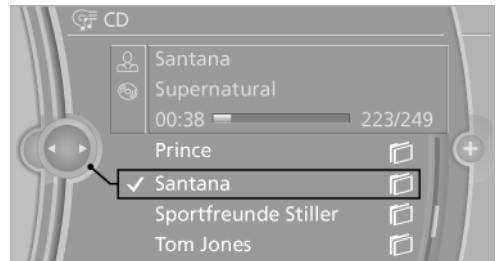 CD
Santana
Supernatural
00:38 223/249
Prince
Santana
Sportfreunde Stiller
Tom Jones